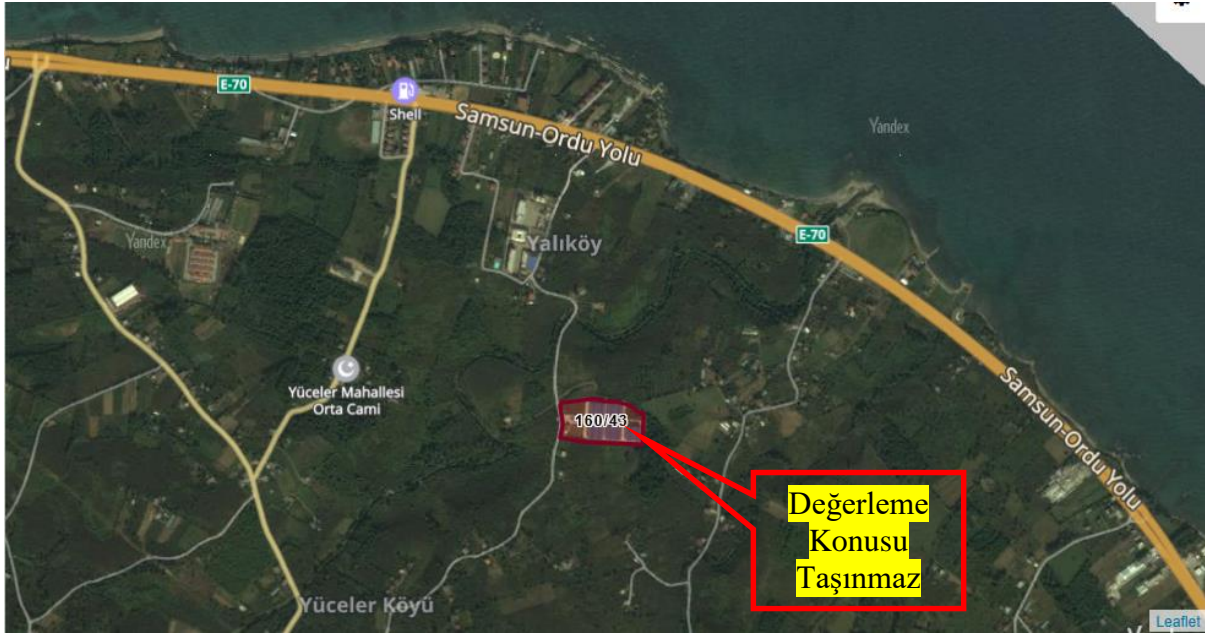 E-70
Shell
Samsun-Ordu Yolu
Yandex
Yandex
Yalıköy
E-70
Yüceler Mahallesi
Orta Cami
160/43
Samsun-Ordu Yolu
Değerleme
Konusu
Taşınmaz
Yüceler Köyü
Leaflet